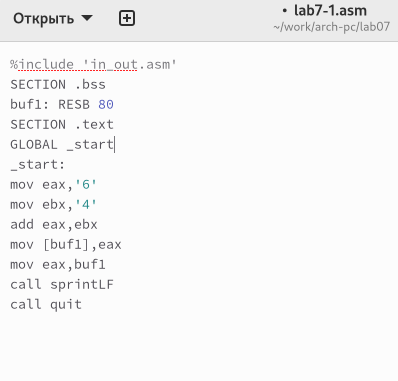 Открыть
• lab7-1.asm
~/work/arch-pc/lab07
%include 'in_out.asm'
SECTION .bss
buf1: RESB 80
SECTION .text
GLOBAL _start
_start:
mov eax,'6'
mov ebx,'4'
add eax,ebx
mov [buf1],eax
mov eax,buf1
call sprintLF
call quit